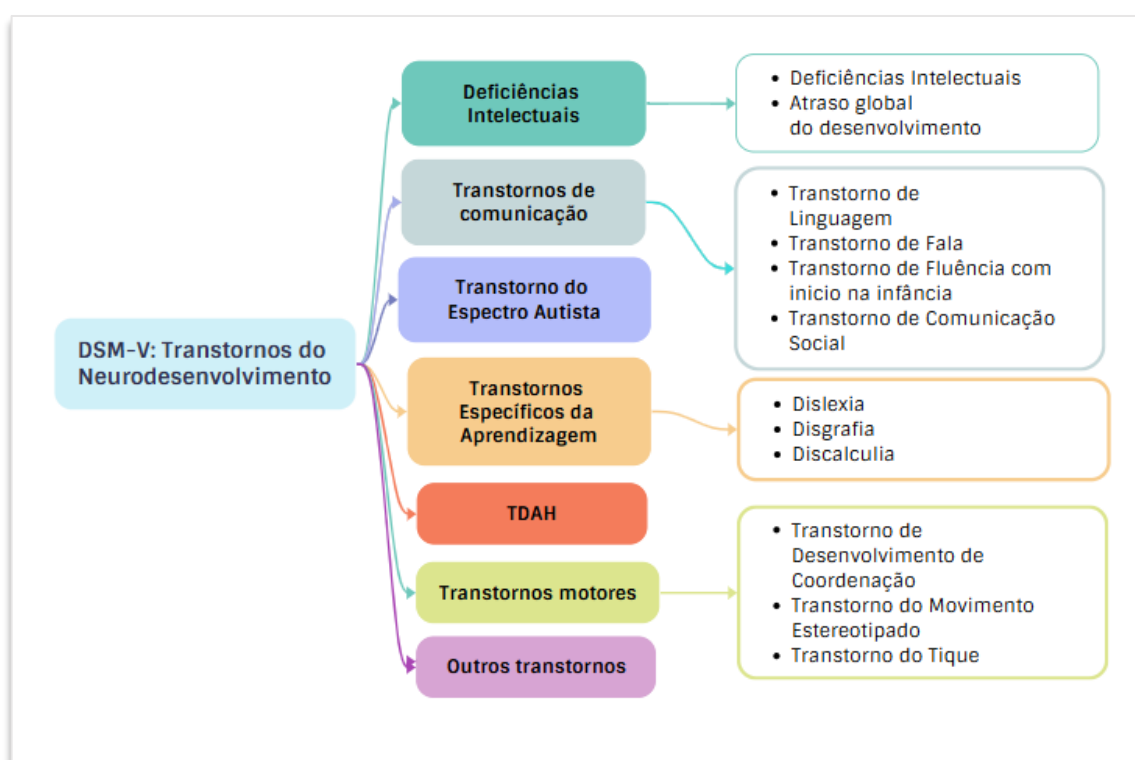 DSM-V: Transtornos do
Neurodesenvolvimento
Deficiências
Intelectuais
• Deficiências Intelectuais
• Atraso global
do desenvolvimento
Transtornos de
comunicação
• Transtorno de
Linguagem
• Transtorno de Fala
• Transtorno de Fluência com
inicio na infância
• Transtorno de Comunicação
Social
Transtorno do
Espectro Autista
Transtornos
Específicos da
Aprendizagem
• Dislexia
• Disgrafia
• Discalculia
TDAH
Transtornos motores
• Transtorno de
Desenvolvimento de
Coordenação
• Transtorno do Movimento
Estereotipado
• Transtorno do Tique
Outros transtornos